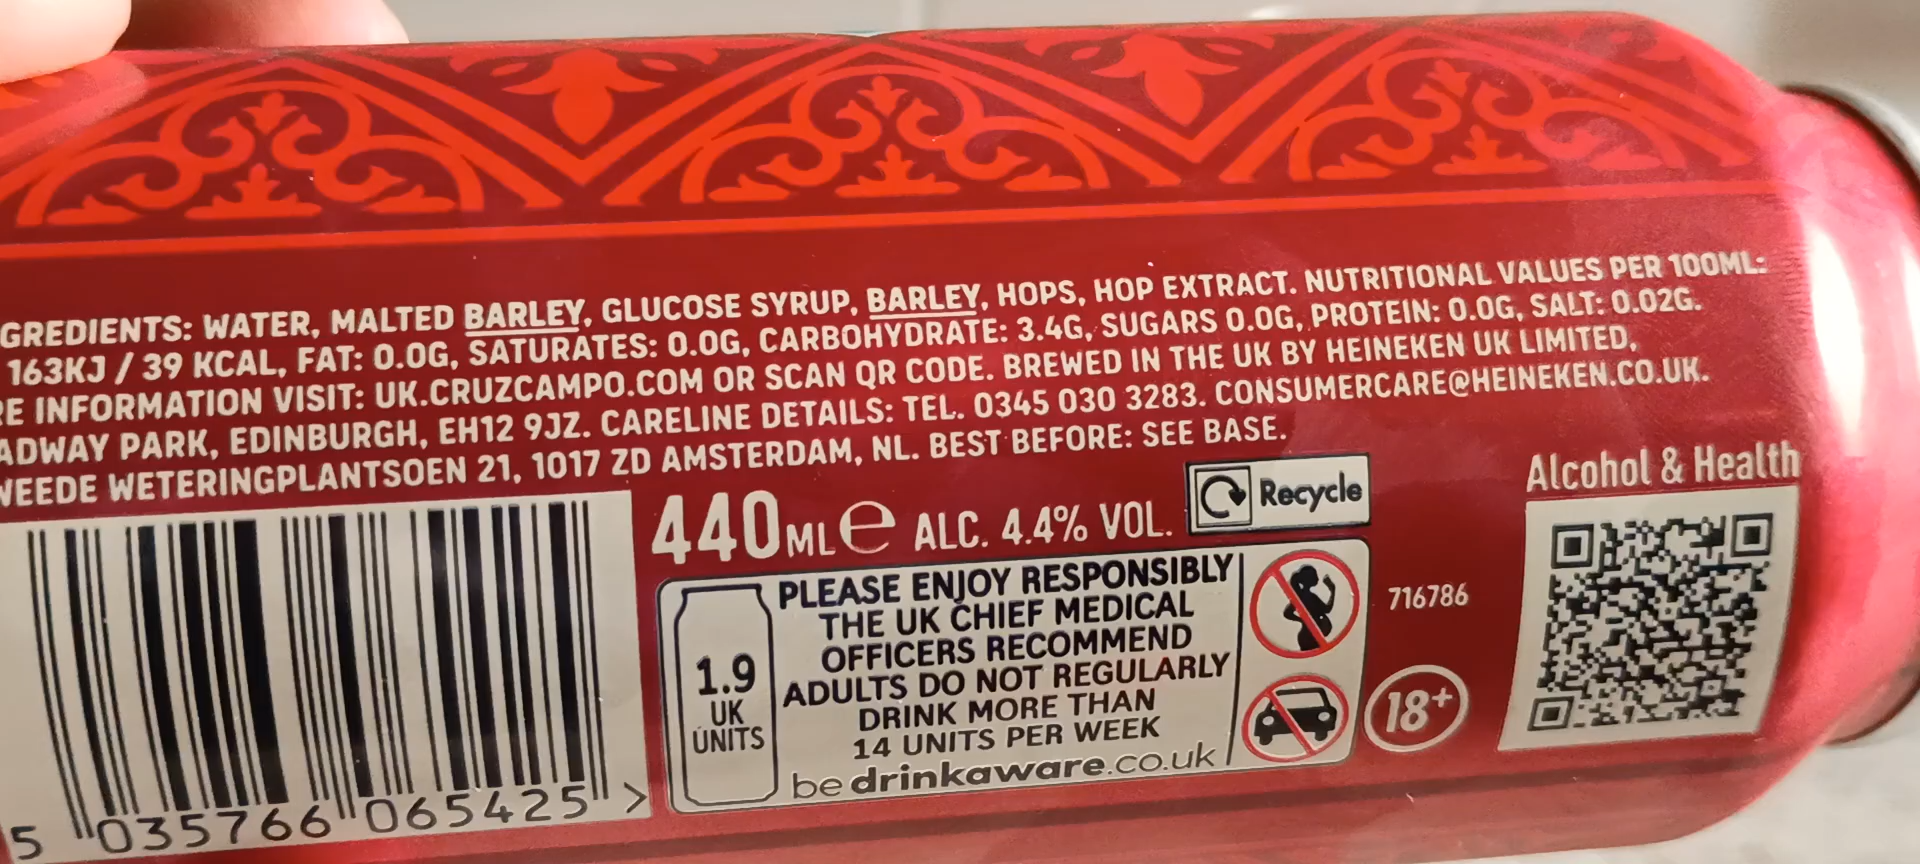 GREDIENTS: WATER, MALTED BARLEY, GLUCOSE SYRUP, BARLEY, HOPS, HOP EXTRACT. NUTRITIONAL VALUES PER 100ML:
163KJ / 39 KCAL, FAT: 0.0G, SATURATES: 0.0G, CARBOHYDRATE: 3.4G, SUGARS 0.0G, PROTEIN: 0.0G, SALT: 0.02G.
RE INFORMATION VISIT: UK.CRUZCAMPO.COM OR SCAN QR CODE. BREWED IN THE UK BY HEINEKEN UK LIMITED,
ADWAY PARK, EDINBURGH, EH12 9JZ. CARELINE DETAILS: TEL. 0345 030 3283. CONSUMERCARE@HEINEKEN.CO.UK.
WEEDE WETERINGPLANTSOEN 21, 1017 ZD AMSTERDAM, NL. BEST BEFORE: SEE BASE.
Alcohol & Health
440ML e ALC. 4.4% VOL.
Recycle
1.9
UK
UNITS
PLEASE ENJOY RESPONSIBLY
THE UK CHIEF MEDICAL
OFFICERS RECOMMEND
ADULTS DO NOT REGULARLY
DRINK MORE THAN
14 UNITS PER WEEK
be drinkaware.co.uk
716786
18+
5 035766 065425 >